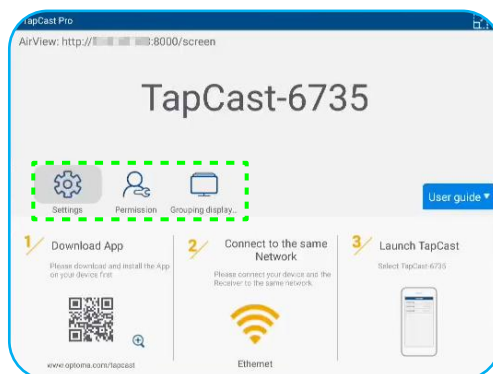 TapCast Pro
AirView: http:// :8000/screen
TapCast-6735
Settings
Permission
Grouping display..
User guide
1/ Download App
Please download and install the App
on your device first
www.optoma.com/tapcast
2/ Connect to the same
Network
Please connect your device and the
Receiver to the same network.
Ethernet
3/ Launch TapCast
Select TapCast-6735